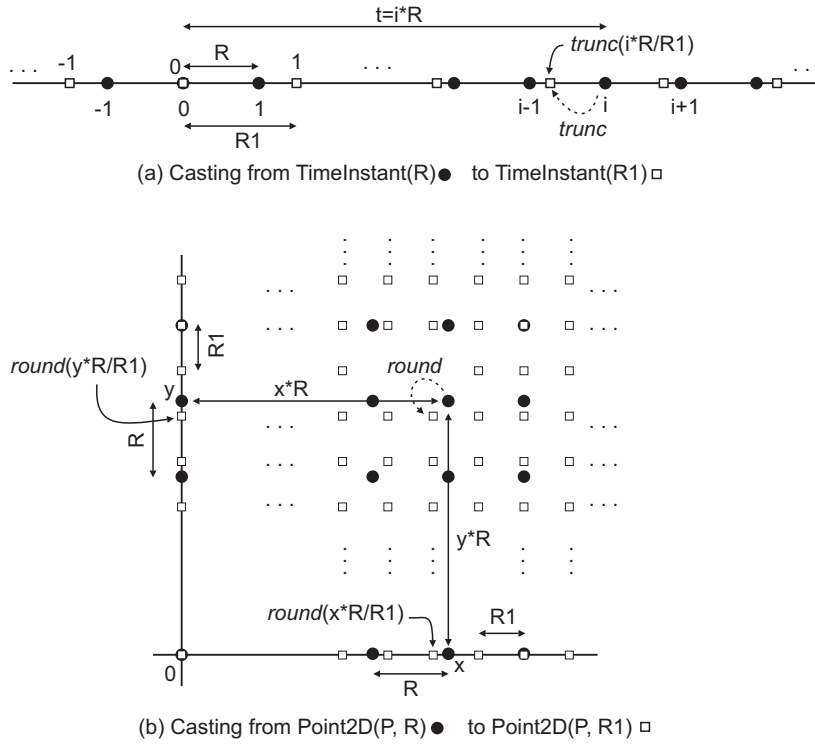 t=i*R
R
trunc(i*R/R1)
-1 0 1 . . .
. . . . .
-1 0 1 i-1 i i+1
trunc
R1
(a) Casting from TimeInstant(R) to TimeInstant(R1)
. . . . . .
R1
round(y*R/R1)
round
y
x*R
R
. . . . . .
y*R
round(x*R/R1)
R1
0
x
R
(b) Casting from Point2D(P, R) to Point2D(P, R1)